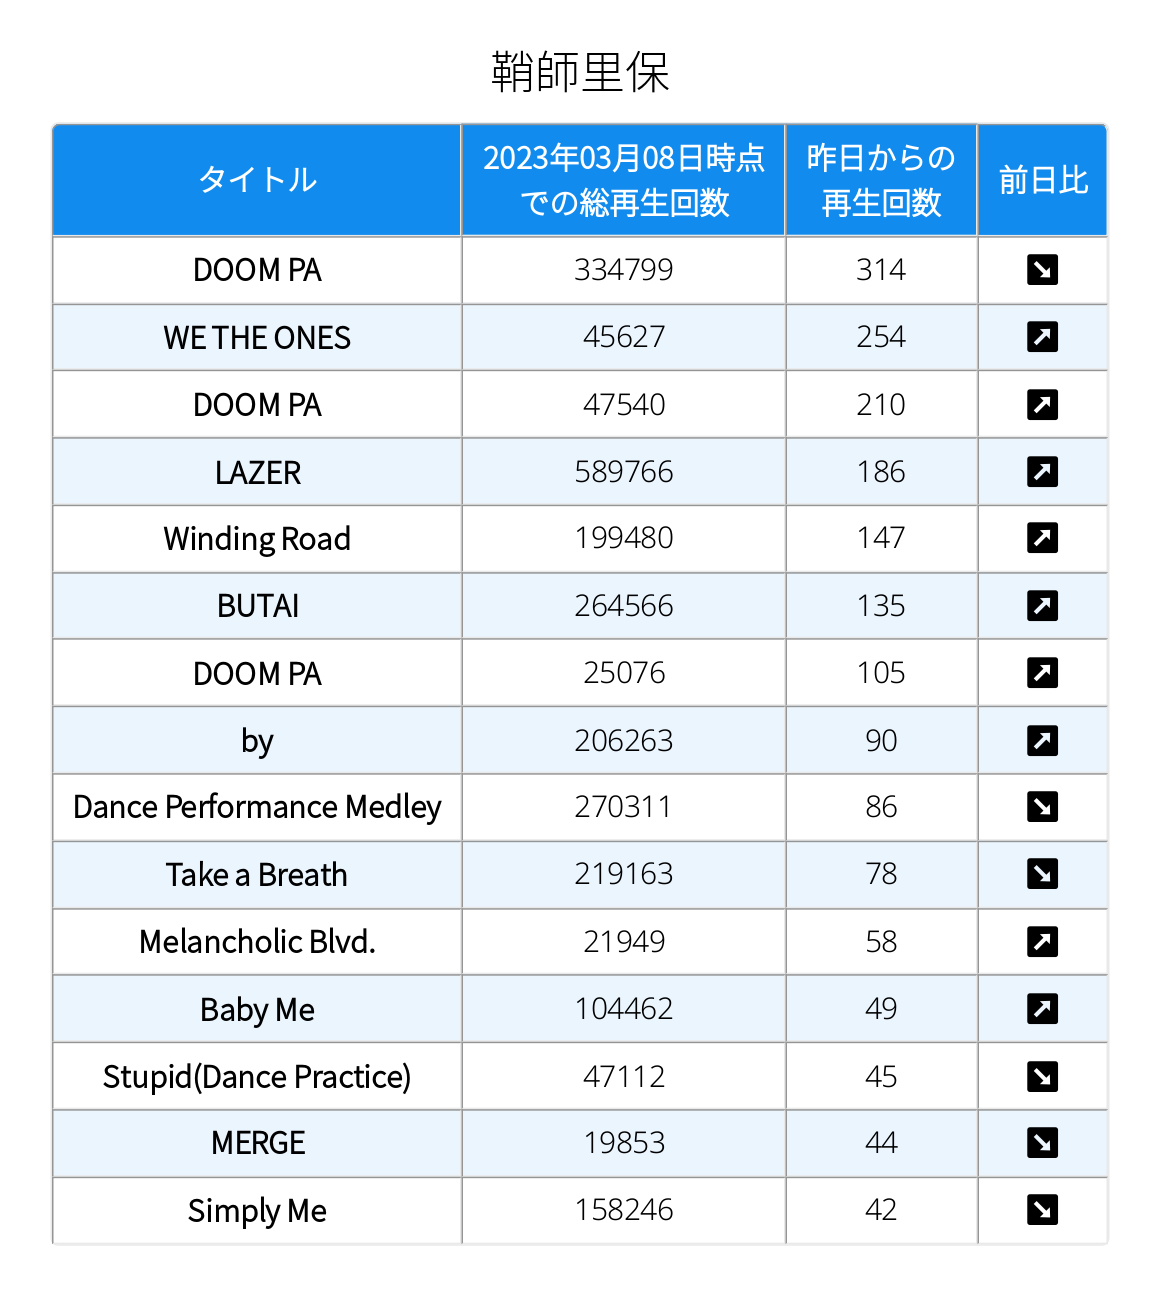 鞘師里保
タイトル 2023年03月08日時点 昨日からの 前日比
での総再生回数 再生回数
DOOM PA 334799 314 ↘
WE THE ONES 45627 254 ↗
DOOM PA 47540 210 ↗
LAZER 589766 186 ↗
Winding Road 199480 147 ↗
BUTAI 264566 135 ↗
DOOM PA 25076 105 ↗
by 206263 90 ↗
Dance Performance Medley 270311 86 ↘
Take a Breath 219163 78 ↘
Melancholic Blvd. 21949 58 ↗
Baby Me 104462 49 ↗
Stupid(Dance Practice) 47112 45 ↘
MERGE 19853 44 ↘
Simply Me 158246 42 ↘